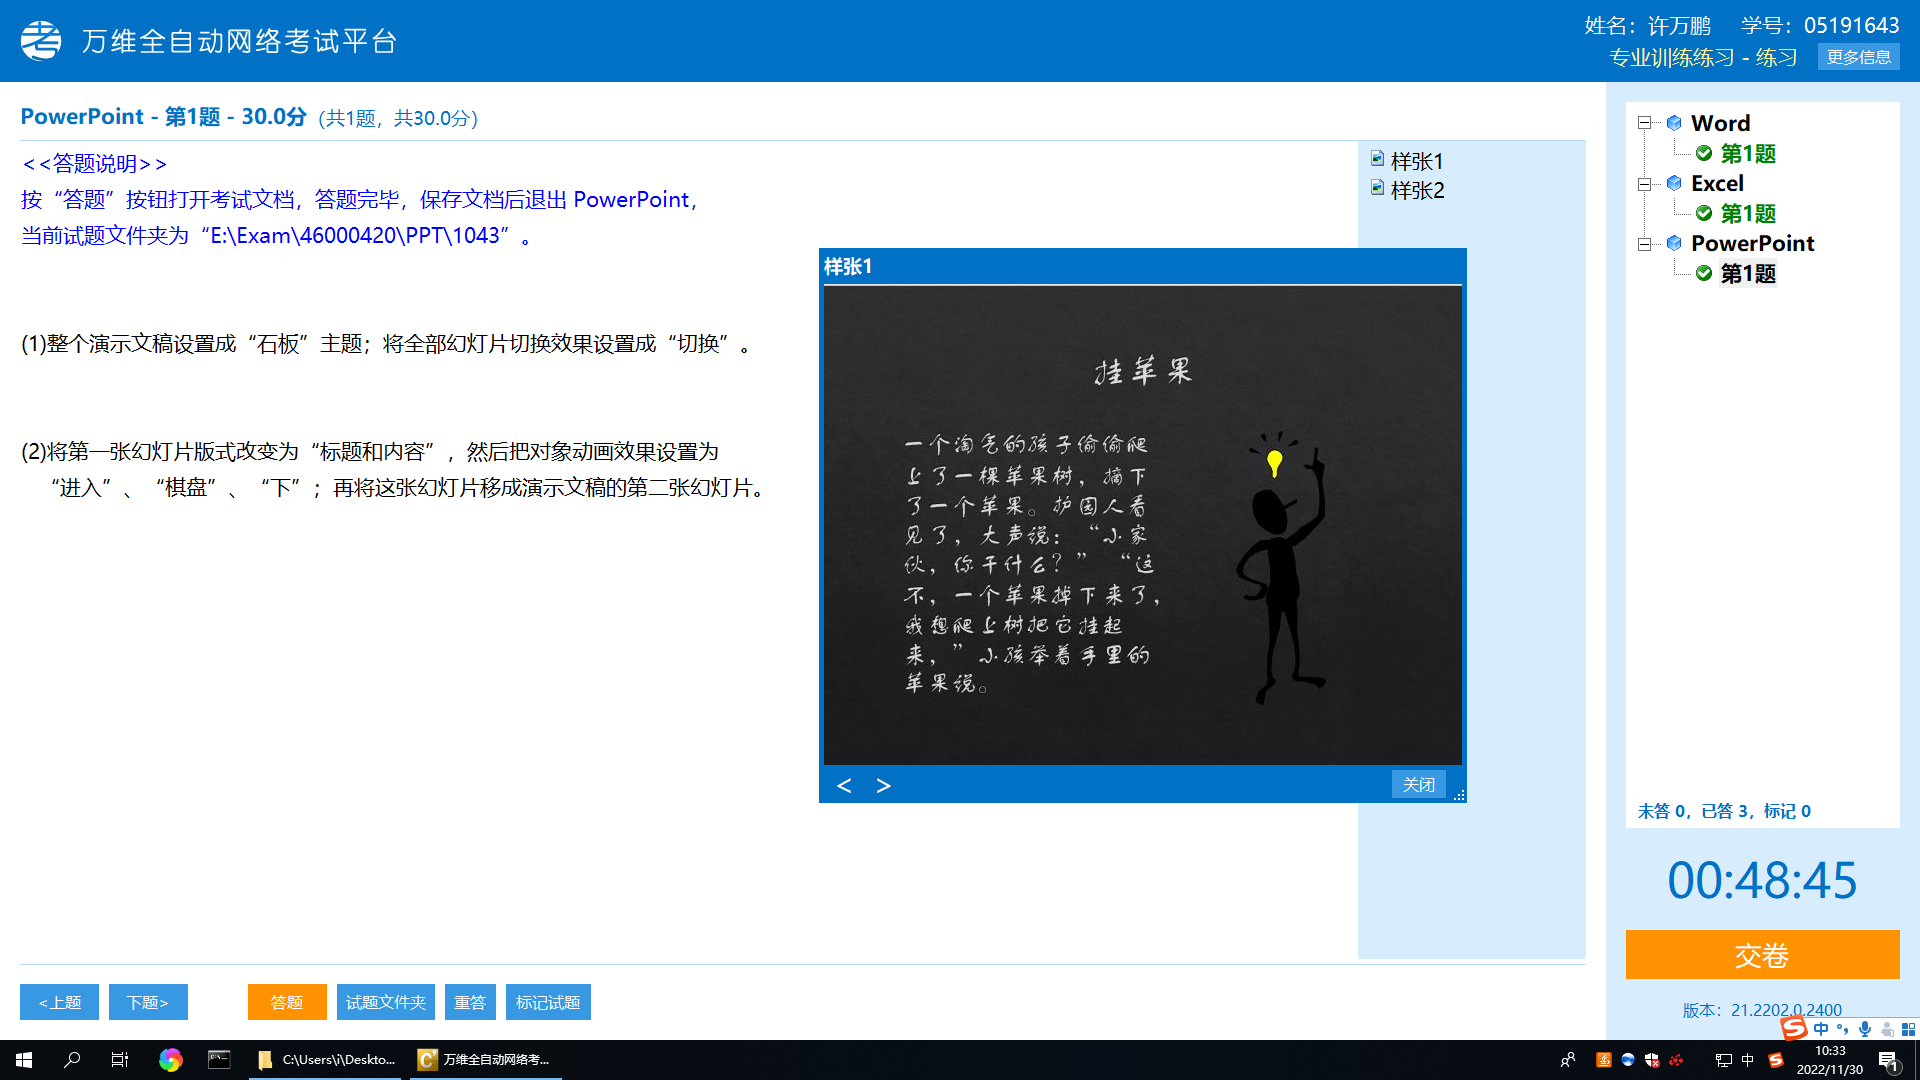 万维全自动网络考试平台
姓名：许万鹏 学号：05191643
专业训练练习 - 练习 更多信息
PowerPoint - 第1题 - 30.0分 (共1题，共30.0分)
<<答题说明>>
按“答题”按钮打开考试文档，答题完毕，保存文档后退出 PowerPoint，
当前试题文件夹为“E:\Exam\46000420\PPT\1043”。
(1)整个演示文稿设置成“石板”主题；将全部幻灯片切换效果设置成“切换”。
(2)将第一张幻灯片版式改变为“标题和内容”，然后把对象动画效果设置为
“进入”、“棋盘”、“下”；再将这张幻灯片移成演示文稿的第二张幻灯片。
样张1
样张2
样张1
挂苹果
一个淘气的孩子偷偷爬
上了一棵苹果树，摘下
了一个苹果。护园人看
见了，大声说：“小家
伙，你干什么？”“这
不，一个苹果掉下来了，
我想爬上树把它挂起
来，”小孩举着手里的
苹果说。
< >
关闭
Word
第1题
Excel
第1题
PowerPoint
第1题
未答 0，已答 3，标记 0
00:48:45
交卷
版本：21.2202.0.2400
<上题 下题> 答题 试题文件夹 重答 标记试题
中
C:\Users\i\Deskto...
万维全自动网络考...
中
10:33
2022/11/30
1